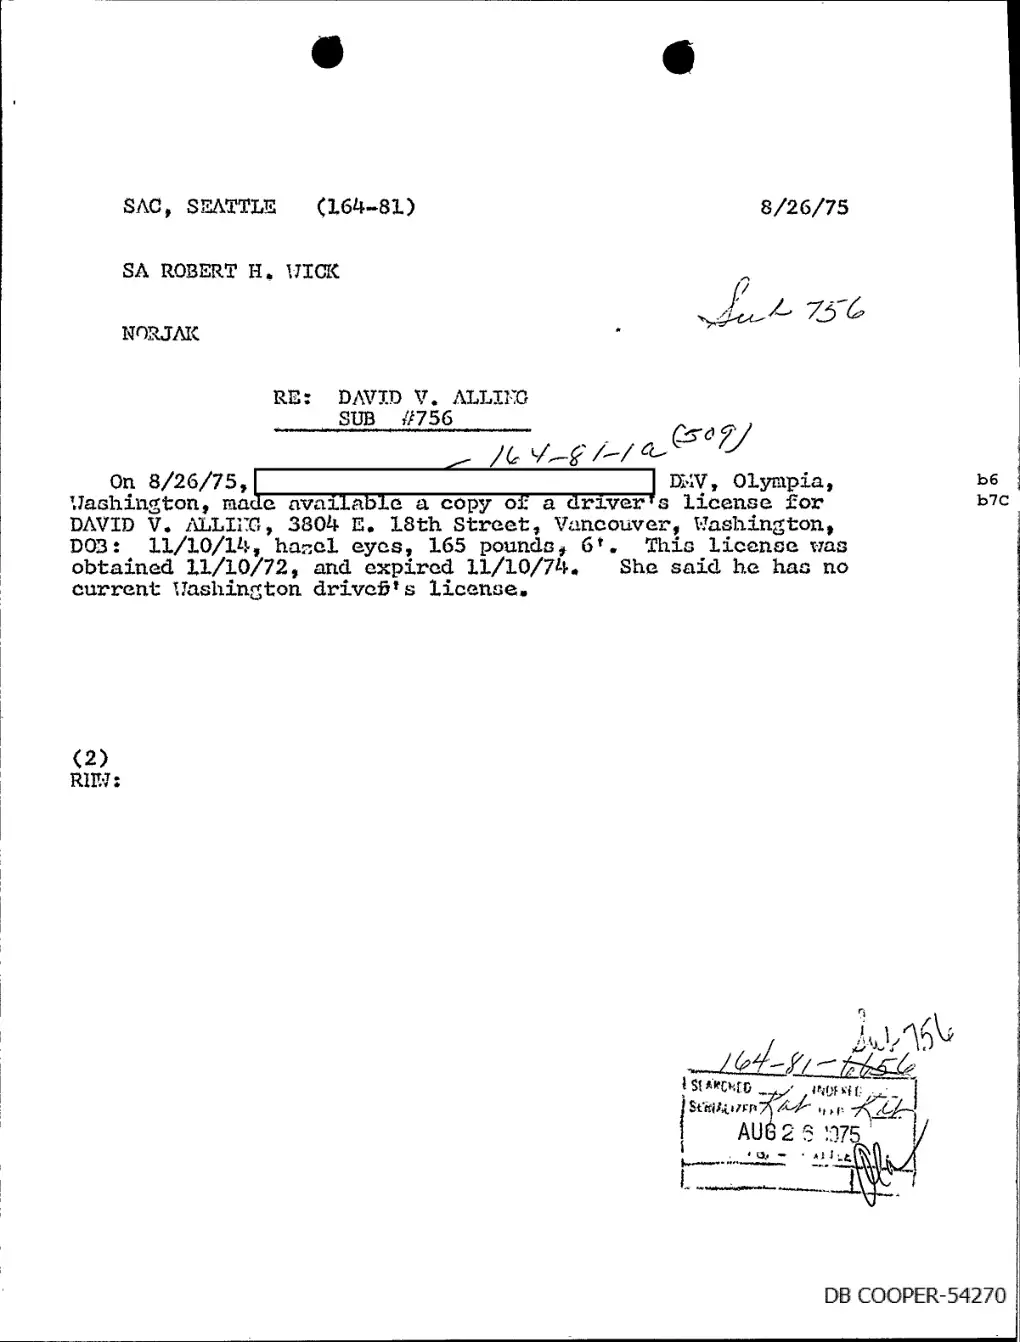 SAC, SEATTLE (164-81) 8/26/75
SA ROBERT H. WICK
Sub 756
NORJAK
RE: DAVID V. ALLING
SUB #756
164-81-1a (509)
On 8/26/75, DMV, Olympia, b6
Washington, made available a copy of a driver's license for b7C
DAVID V. ALLING, 3804 E. 18th Street, Vancouver, Washington,
DOB: 11/10/14, hazel eyes, 165 pounds, 6'. This license was
obtained 11/10/72, and expired 11/10/74. She said he has no
current Washington driver's license.
(2)
RHW:
Sub 756
164-81-6656
SEARCHED INDEXED
SERIALIZED
AUG 26 1975
DB COOPER-54270